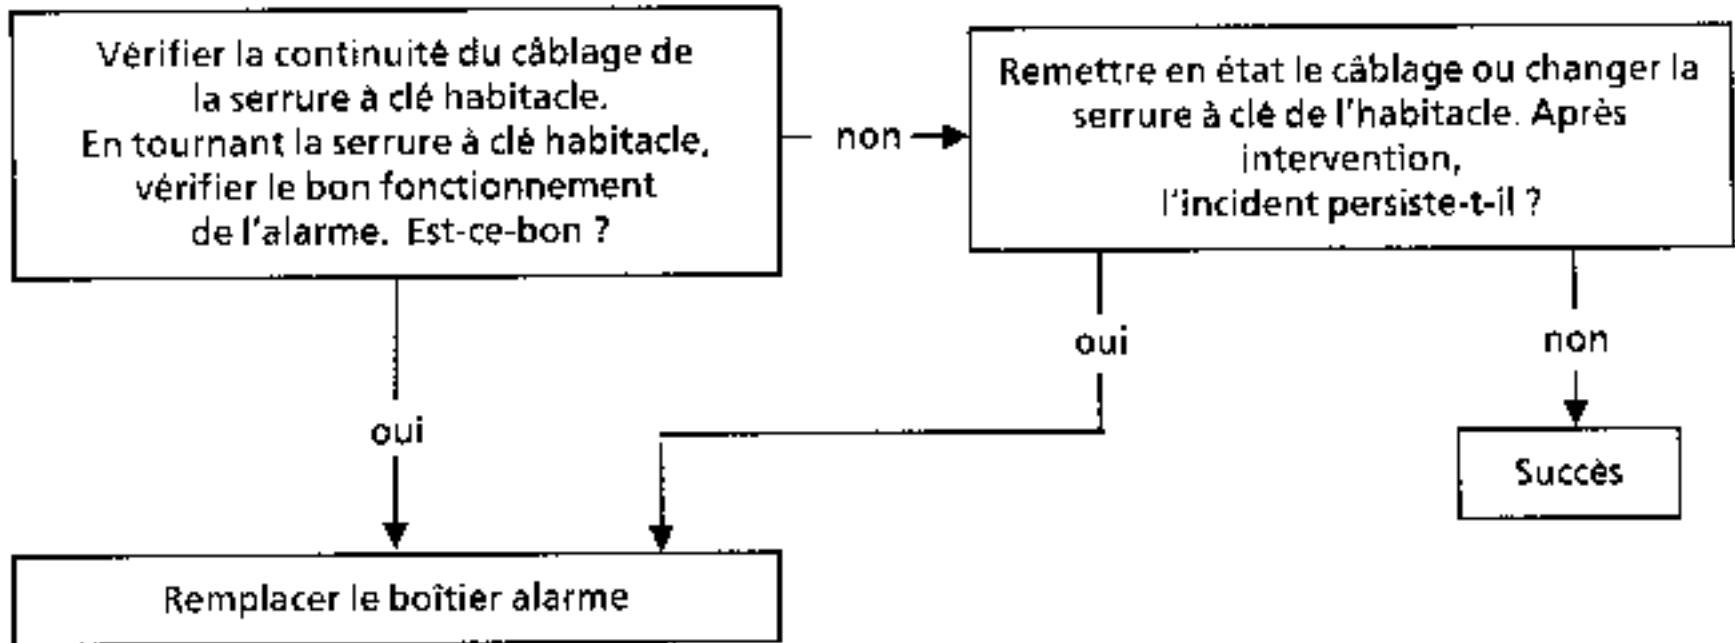 Vérifier la continuité du câblage de
la serrure à clé habitacle.
En tournant la serrure à clé habitacle,
vérifier le bon fonctionnement
de l'alarme. Est-ce-bon ?
non
Remettre en état le câblage ou changer la
serrure à clé de l'habitacle. Après
intervention,
l'incident persiste-t-il ?
oui
oui
non
Succès
Remplacer le boîtier alarme